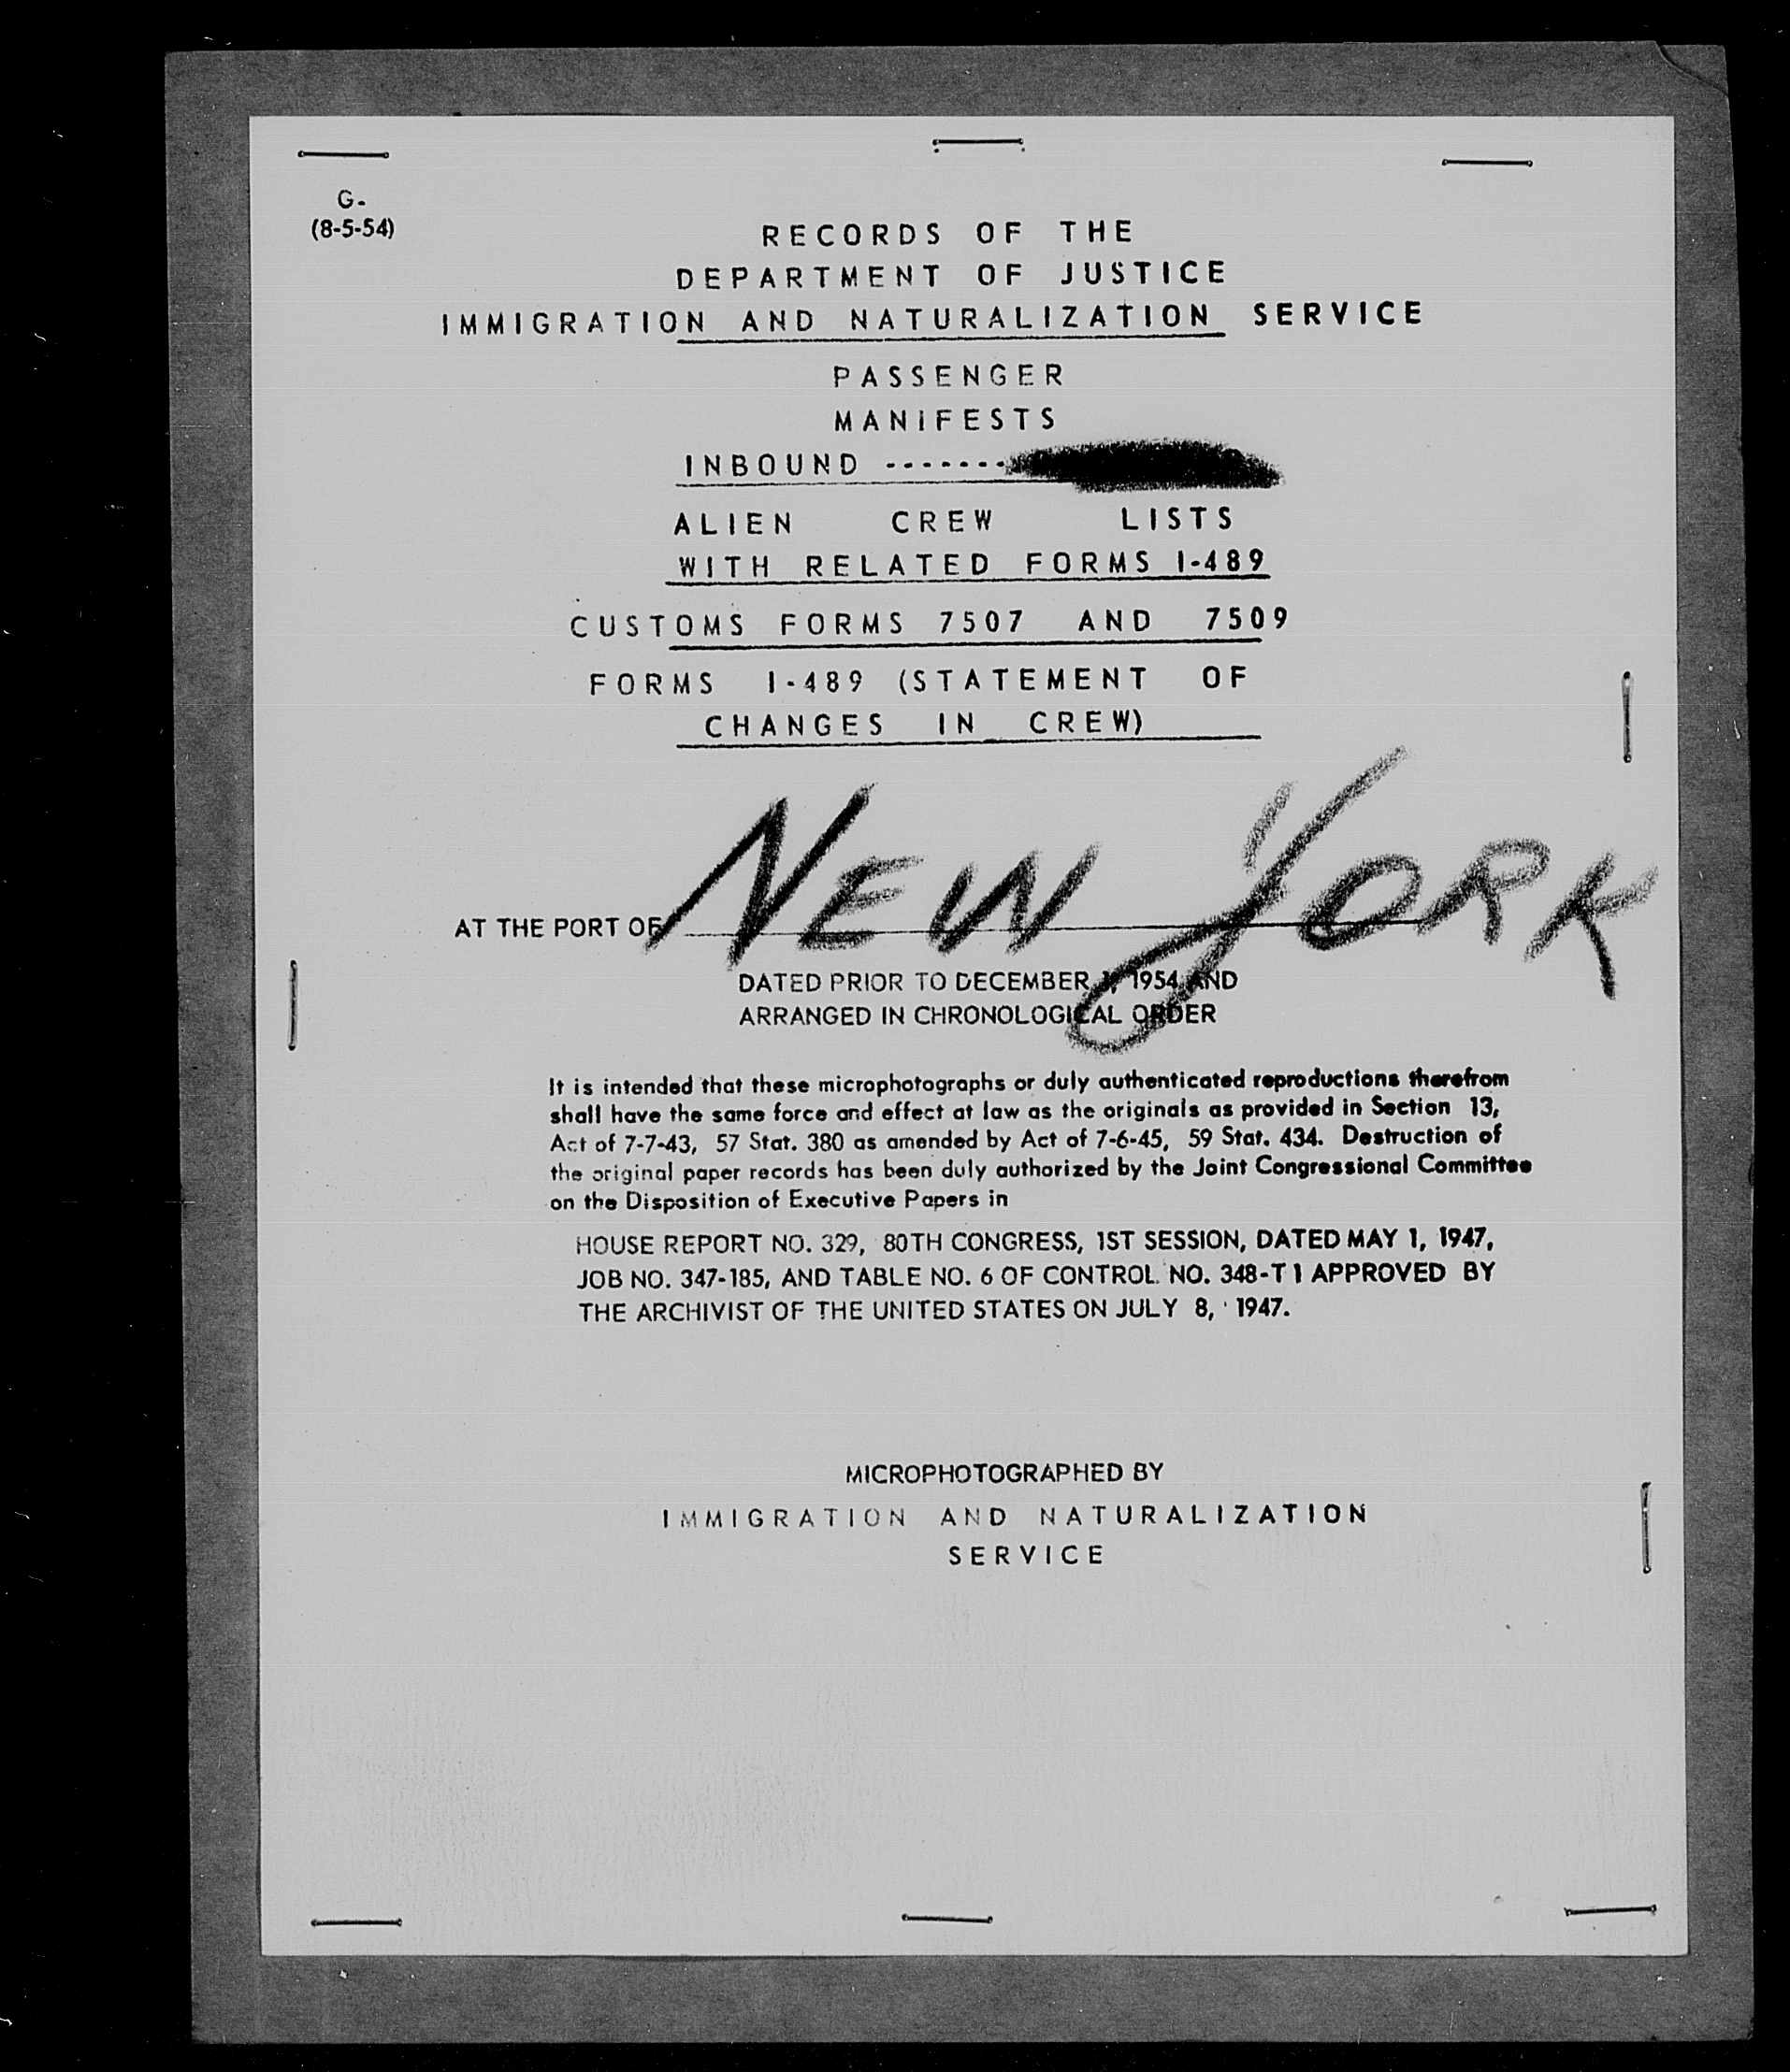 G-
(8-5-54)
RECORDS OF THE
DEPARTMENT OF JUSTICE
IMMIGRATION AND NATURALIZATION SERVICE
PASSENGER
MANIFESTS
INBOUND -------
ALIEN CREW LISTS
WITH RELATED FORMS I-489
CUSTOMS FORMS 7507 AND 7509
FORMS I-489 (STATEMENT OF
CHANGES IN CREW)
AT THE PORT OF NEW YORK
DATED PRIOR TO DECEMBER 1, 1954 AND
ARRANGED IN CHRONOLOGICAL ORDER
It is intended that these microphotographs or duly authenticated reproductions therefrom
shall have the same force and effect at law as the originals as provided in Section 13,
Act of 7-7-43, 57 Stat. 380 as amended by Act of 7-6-45, 59 Stat. 434. Destruction of
the original paper records has been duly authorized by the Joint Congressional Committee
on the Disposition of Executive Papers in
HOUSE REPORT NO. 329, 80TH CONGRESS, 1ST SESSION, DATED MAY 1, 1947,
JOB NO. 347-185, AND TABLE NO. 6 OF CONTROL NO. 348-T1 APPROVED BY
THE ARCHIVIST OF THE UNITED STATES ON JULY 8, 1947.
MICROPHOTOGRAPHED BY
IMMIGRATION AND NATURALIZATION
SERVICE